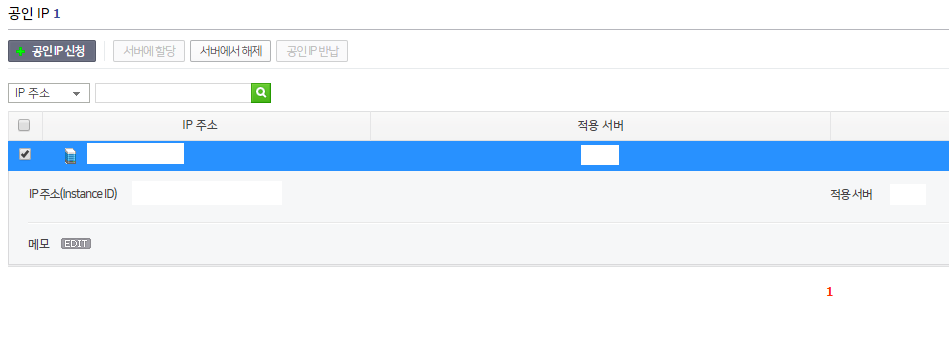 공인 IP 1
공인 IP 신청 서버에 할당 서버에서 해제 공인 IP 반납
IP 주소
IP 주소 적용 서버
IP 주소(Instance ID) 적용 서버
메모 EDIT
1